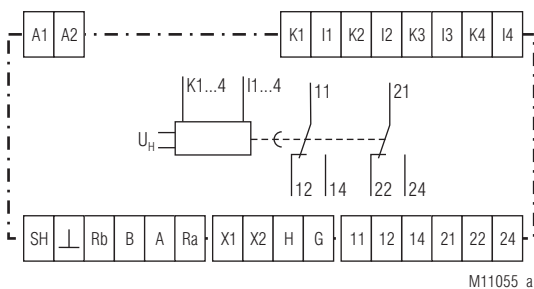 A1 A2 K1 I1 K2 I2 K3 I3 K4 I4
K1...4 I1...4 11 21
UH
12 14 22 24
SH ⊥ Rb B A Ra X1 X2 H G 11 12 14 21 22 24
M11055_a